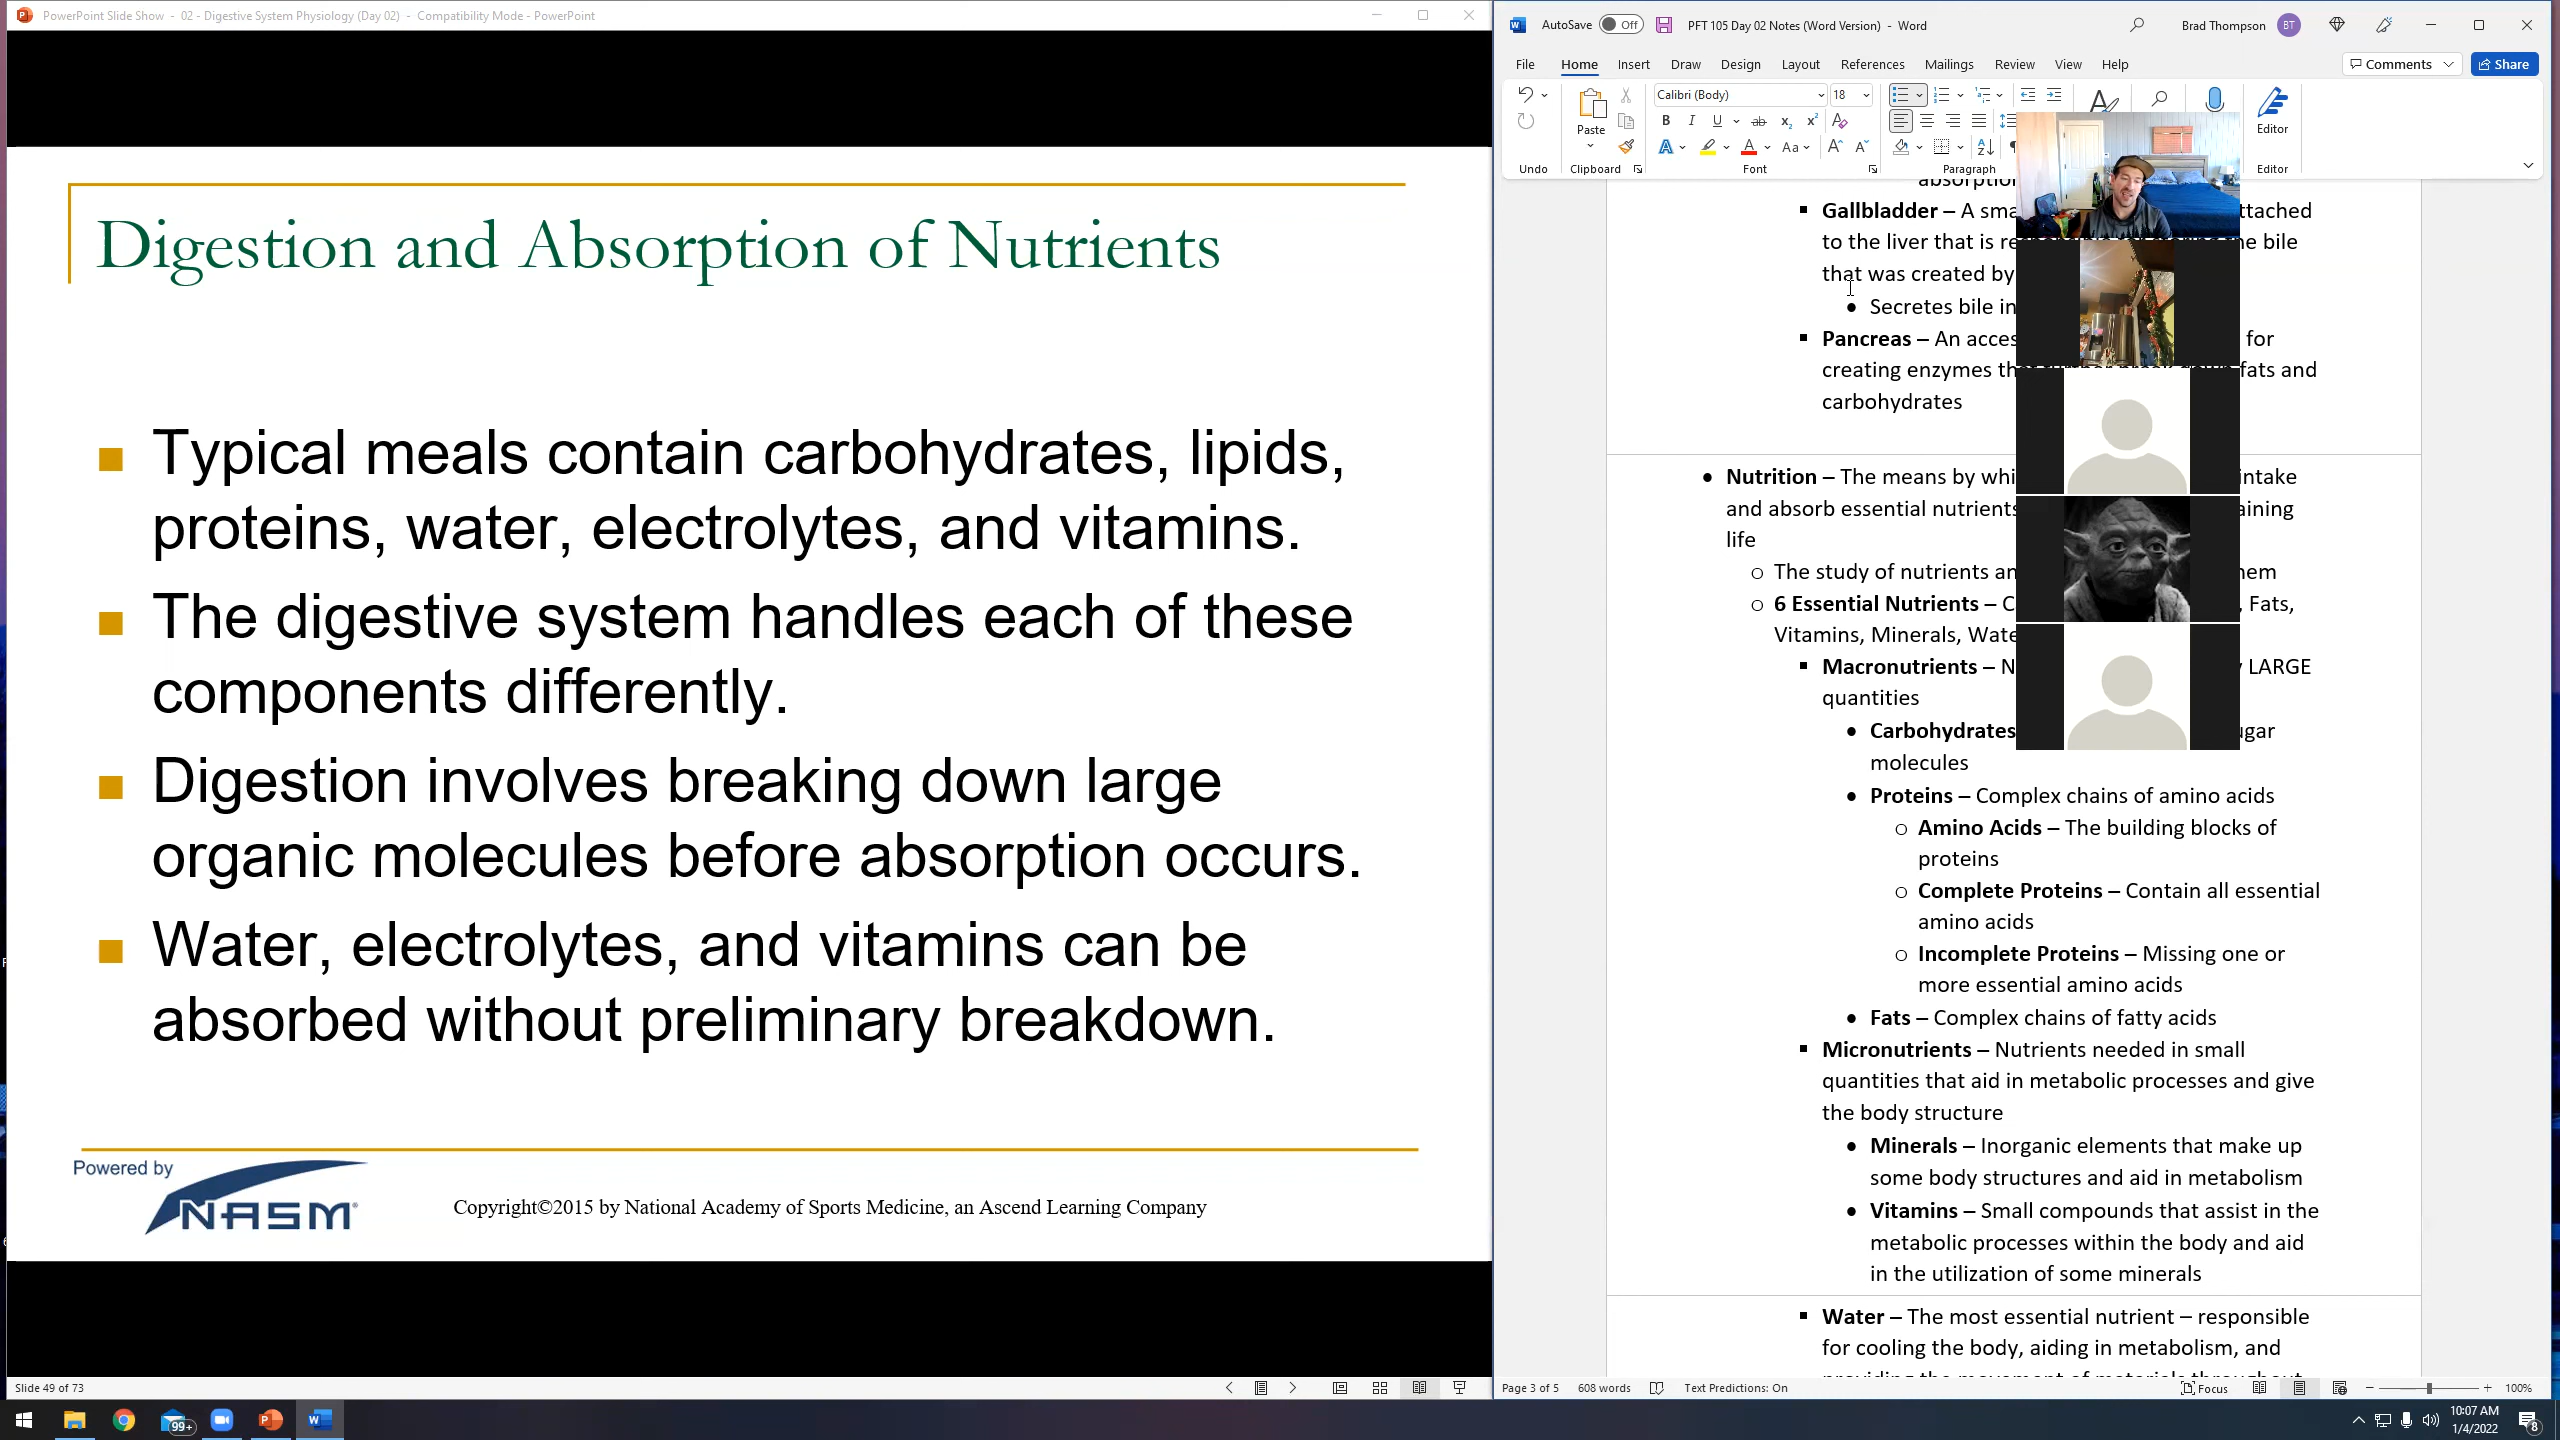 PowerPoint Slide Show - 02 - Digestive System Physiology (Day 02) - Compatibility Mode - PowerPoint
Digestion and Absorption of Nutrients
Typical meals contain carbohydrates, lipids,
proteins, water, electrolytes, and vitamins.
The digestive system handles each of these
components differently.
Digestion involves breaking down large
organic molecules before absorption occurs.
Water, electrolytes, and vitamins can be
absorbed without preliminary breakdown.
Powered by
NASM
Copyright©2015 by National Academy of Sports Medicine, an Ascend Learning Company
Slide 49 of 73
AutoSave Off PFT 105 Day 02 Notes (Word Version) - Word Brad Thompson BT
File Home Insert Draw Design Layout References Mailings Review View Help Comments Share
Calibri (Body) 18
Paste
Editor
Undo Clipboard Font Paragraph Editor
absorption
Gallbladder – A ttached
to the liver that is bile
that was created by
Secretes bile in
Pancreas – An for
creating enzymes fats and
carbohydrates
Nutrition – The means by intake
and absorb essential nutrients
life
The study of nutrients
6 Essential Nutrients – Fats,
Vitamins, Minerals,
Macronutrients – LARGE
quantities
Carbohydrates
molecules
Proteins – Complex chains of amino acids
Amino Acids – The building blocks of
proteins
Complete Proteins – Contain all essential
amino acids
Incomplete Proteins – Missing one or
more essential amino acids
Fats – Complex chains of fatty acids
Micronutrients – Nutrients needed in small
quantities that aid in metabolic processes and give
the body structure
Minerals – Inorganic elements that make up
some body structures and aid in metabolism
Vitamins – Small compounds that assist in the
metabolic processes within the body and aid
in the utilization of some minerals
Water – The most essential nutrient – responsible
for cooling the body, aiding in metabolism, and
Page 3 of 5 608 words Text Predictions: On Focus 100%
99+
10:07 AM
1/4/2022
8